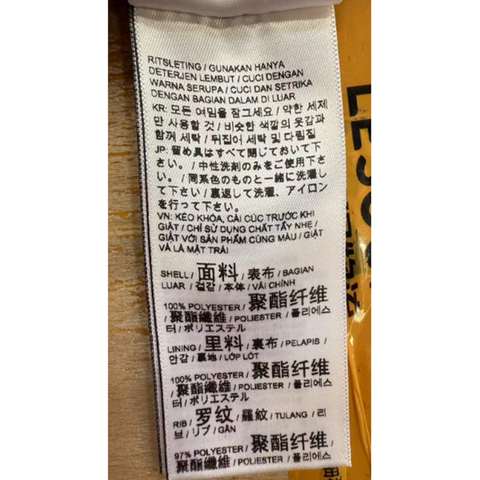 RITSLETING / GUNAKAN HANYA
DETERJEN LEMBUT / CUCI DENGAN
WARNA SERUPA / CUCI DAN SETRIKA
DENGAN BAGIAN DALAM DI LUAR
KR: 모든 여밈을 잠그세요 / 약한 세제
만 사용할 것 / 비슷한 색깔의 옷감과
함께 세탁 / 뒤집어 세탁 및 다림질
JP: 留め具はすべて閉じておいて下
さい。 / 中性洗剤のみをご使用下さ
い。 / 同系色のものと一緒に洗濯し
て下さい / 裏返して洗濯、アイロン
を行って下さい。
VN: KÉO KHÓA, CÀI CÚC TRƯỚC KHI
GIẶT / CHỈ SỬ DỤNG CHẤT TẨY NHẸ /
GIẶT VỚI SẢN PHẨM CÙNG MÀU / GIẶT
VÀ LÀ MẶT TRÁI
SHELL / 面料 / 表布 / BAGIAN
LUAR / 겉감 / 本体 / VẢI CHÍNH
100% POLYESTER / 聚酯纤维
/ 聚酯纖維 / POLIESTER / 폴리에스
터 / ポリエステル
LINING / 里料 / 裏布 / PELAPIS /
안감 / 裏地 / LỚP LÓT
100% POLYESTER / 聚酯纤维
/ 聚酯纖維 / POLIESTER / 폴리에스
터 / ポリエステル
RIB / 罗纹 / 羅紋 / TULANG / 리
브 / リブ / GÂN
97% POLYESTER / 聚酯纤维
/ 聚酯纖維 / POLIESTER / 폴리에스